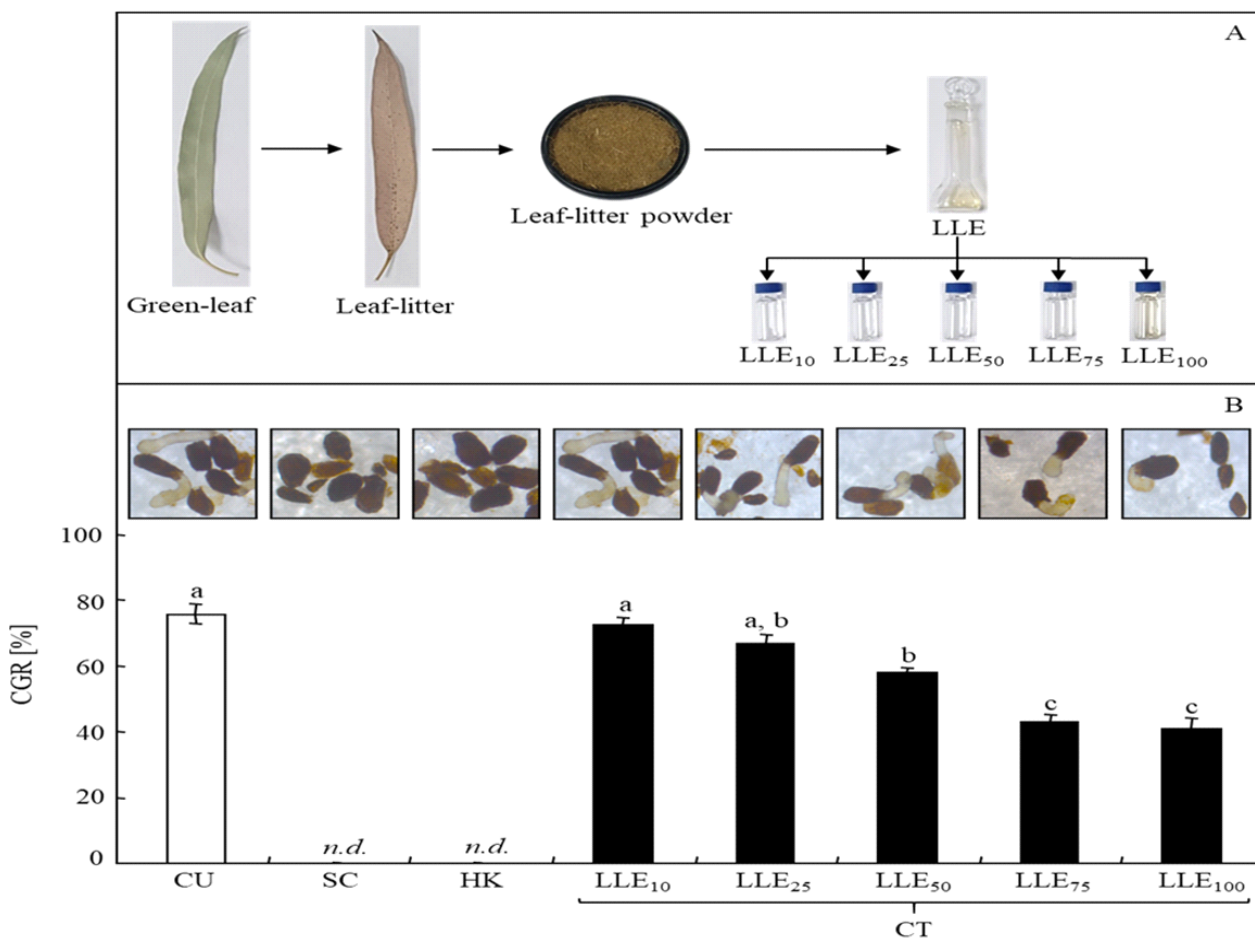 A
Leaf-litter powder
LLE
Green-leaf
Leaf-litter
LLE₁₀ LLE₂₅ LLE₅₀ LLE₇₅ LLE₁₀₀
B
CGR [%]
100
80
60
40
20
0
a
n.d.
n.d.
a
a, b
b
c
c
CU SC HK LLE₁₀ LLE₂₅ LLE₅₀ LLE₇₅ LLE₁₀₀
CT